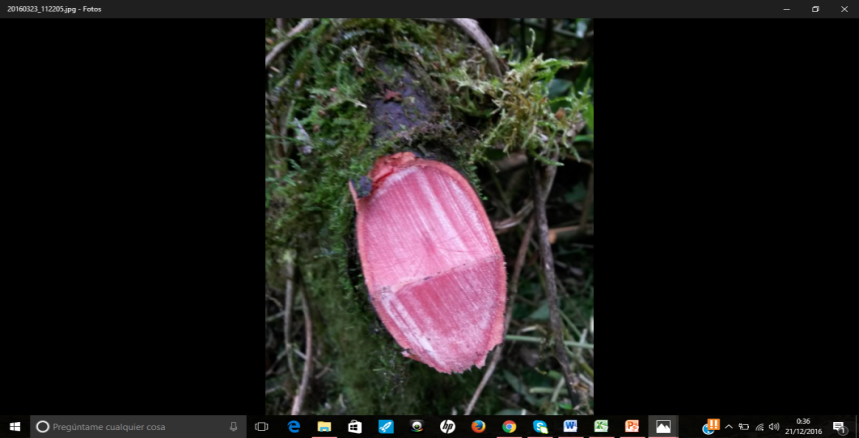 20160323_112205.jpg - Fotos
Pregúntame cualquier cosa
0:36
21/12/2016